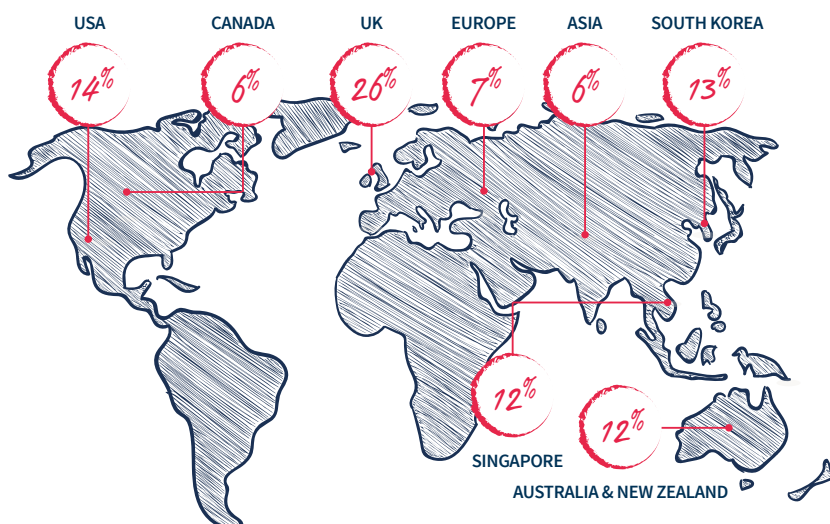 USA
CANADA
UK
EUROPE
ASIA
SOUTH KOREA
14%
6%
26%
7%
6%
13%
12%
12%
SINGAPORE
AUSTRALIA & NEW ZEALAND